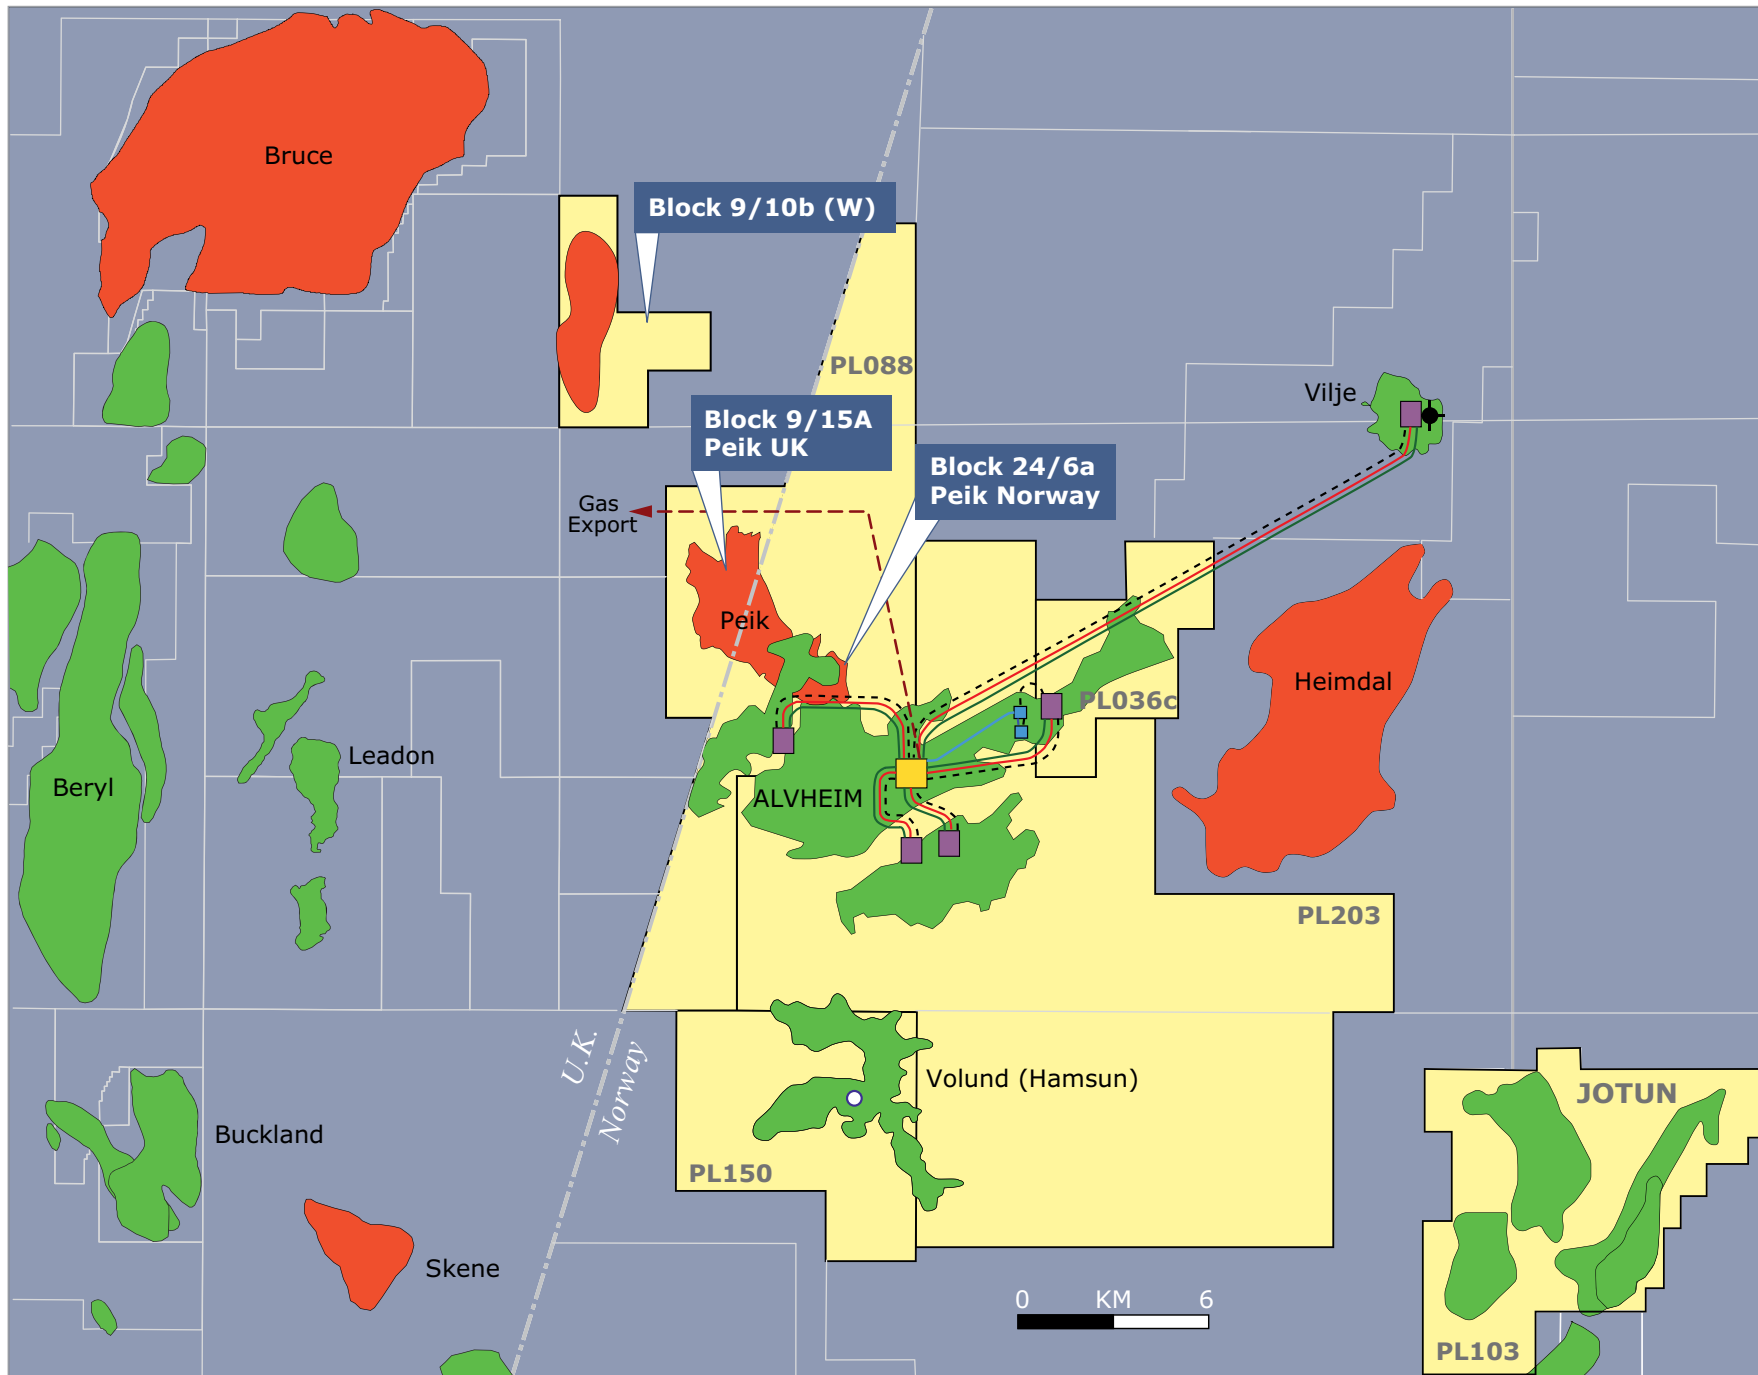 Bruce
Block 9/10b (W)
PL088
Vilje
Block 9/15A
Peik UK
Block 24/6a
Peik Norway
Gas
Export
Peik
Heimdal
PL036c
Leadon
Beryl
ALVHEIM
PL203
U.K.
Norway
Volund (Hamsun)
JOTUN
Buckland
PL150
Skene
0 KM 6
PL103